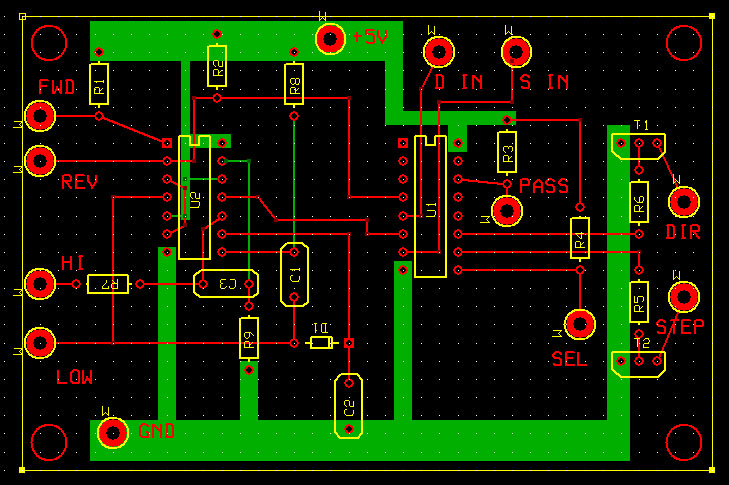 W
+5V
W
D IN
W
S IN
R1
R2
R8
FWD
W
R3
T1
W
REV
W
U2
U1
PASS
W
R6
W
DIR
R4
HI
W
R7
C3
C1
R5
W
STEP
LOW
W
R9
D1
SEL
W
T2
C2
W
GND